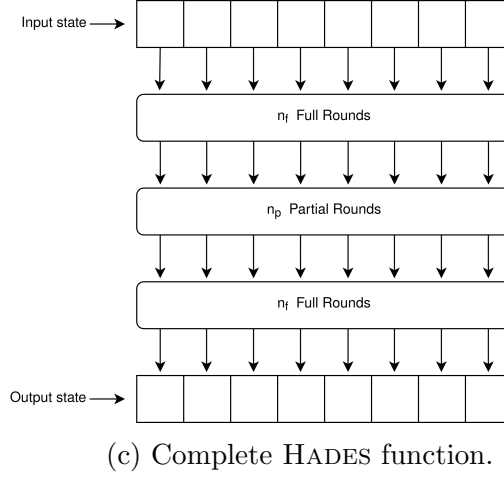 Input state
n_f Full Rounds
n_p Partial Rounds
n_f Full Rounds
Output state
(c) Complete HADES function.